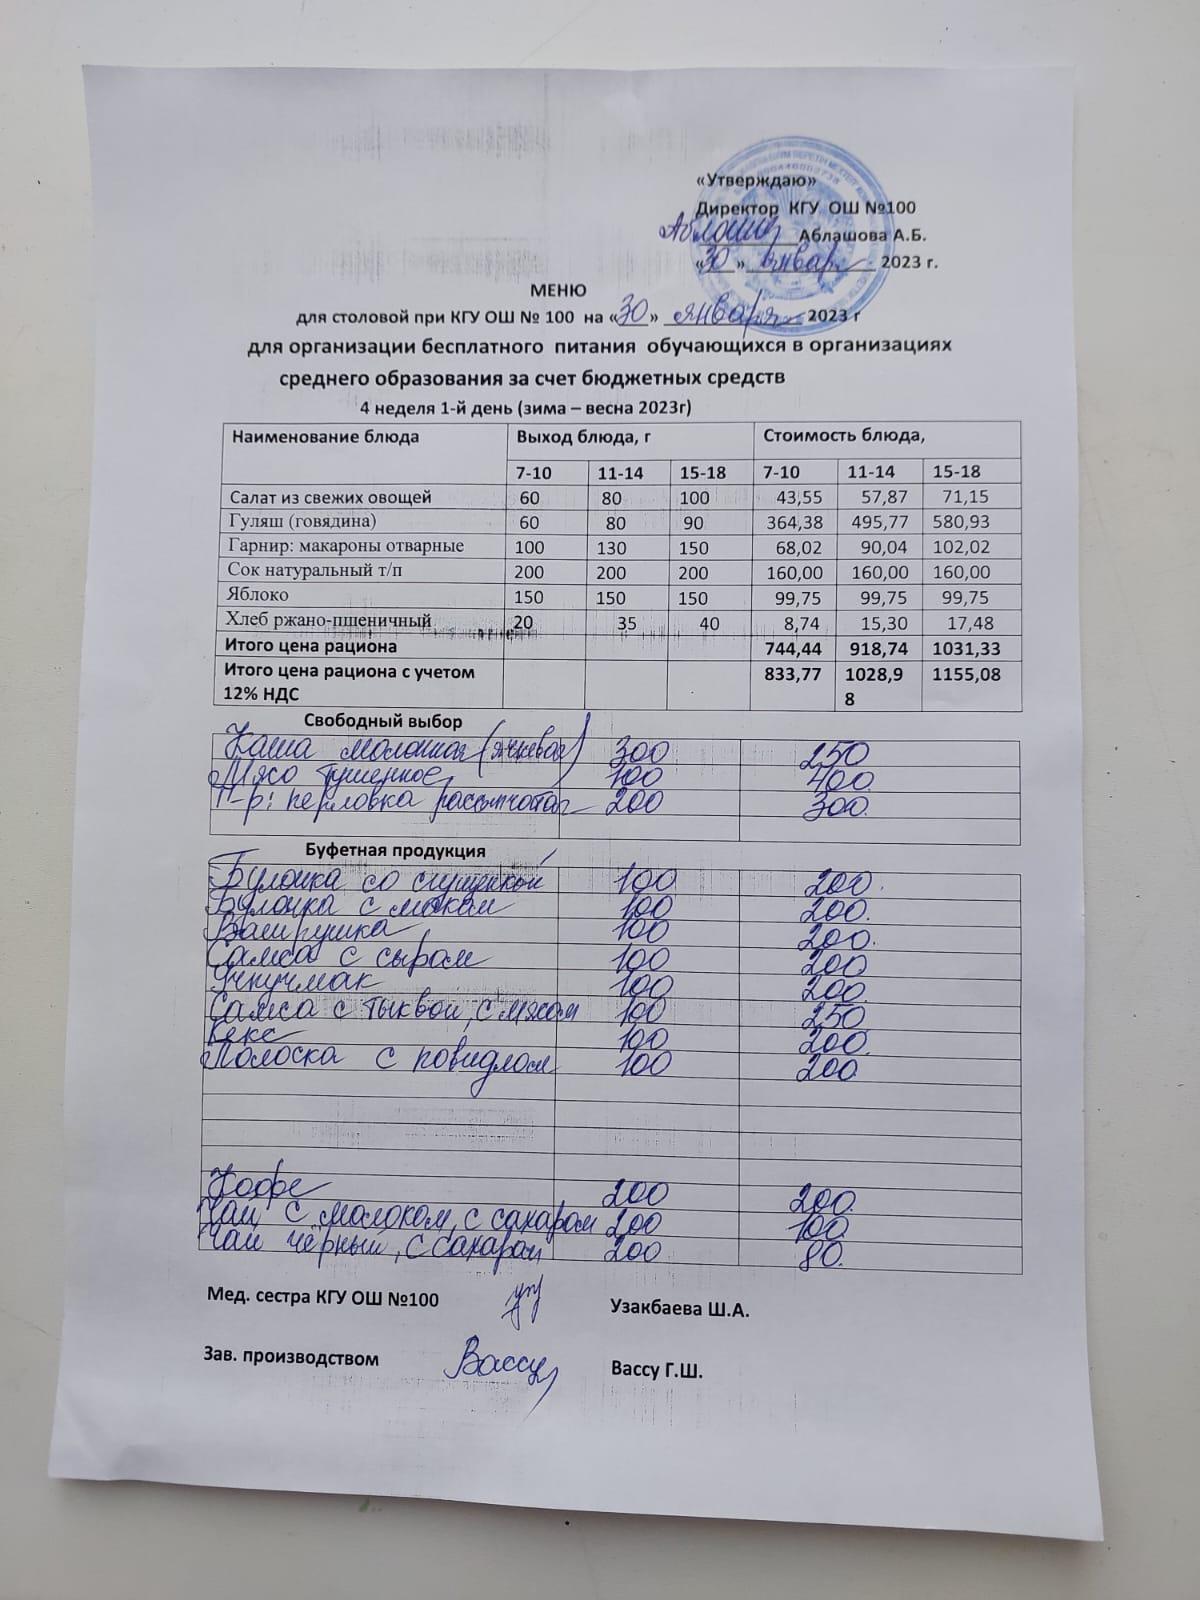 «Утверждаю»
Директор КГУ ОШ №100
Аблашова Аблашова А.Б.
«30» января 2023 г.
МЕНЮ
для столовой при КГУ ОШ № 100 на «30» января 2023 г
для организации бесплатного питания обучающихся в организациях
среднего образования за счет бюджетных средств
4 неделя 1-й день (зима – весна 2023г)
Наименование блюда Выход блюда, г Стоимость блюда,
7-10 11-14 15-18 7-10 11-14 15-18
Салат из свежих овощей 60 80 100 43,55 57,87 71,15
Гуляш (говядина) 60 80 90 364,38 495,77 580,93
Гарнир: макароны отварные 100 130 150 68,02 90,04 102,02
Сок натуральный т/п 200 200 200 160,00 160,00 160,00
Яблоко 150 150 150 99,75 99,75 99,75
Хлеб ржано-пшеничный 20 35 40 8,74 15,30 17,48
Итого цена рациона 744,44 918,74 1031,33
Итого цена рациона с учетом 833,77 1028,9 1155,08
12% НДС 8
Свободный выбор
Каша молочная (ячневая) 300 250
Мясо тушенное 100 400
Г-р: перловка рассыпчатая 200 300.
Буфетная продукция
Булочка со сгущенкой 100 200.
Булочка с маком 100 200.
Ватрушка 100 200.
Самса с сыром 100 200
Учпучмак 100 200.
Самса с тыквой, с мясом 100 250
Кекс 100 200.
Полоска с повидлом 100 200
Кофе 200 200.
Чай с молоком, с сахаром 200 100
Чай чёрный, с сахаром 200 80.
Мед. сестра КГУ ОШ №100 Узакбаева Ш.А.
Зав. производством Вассу Вассу Г.Ш.